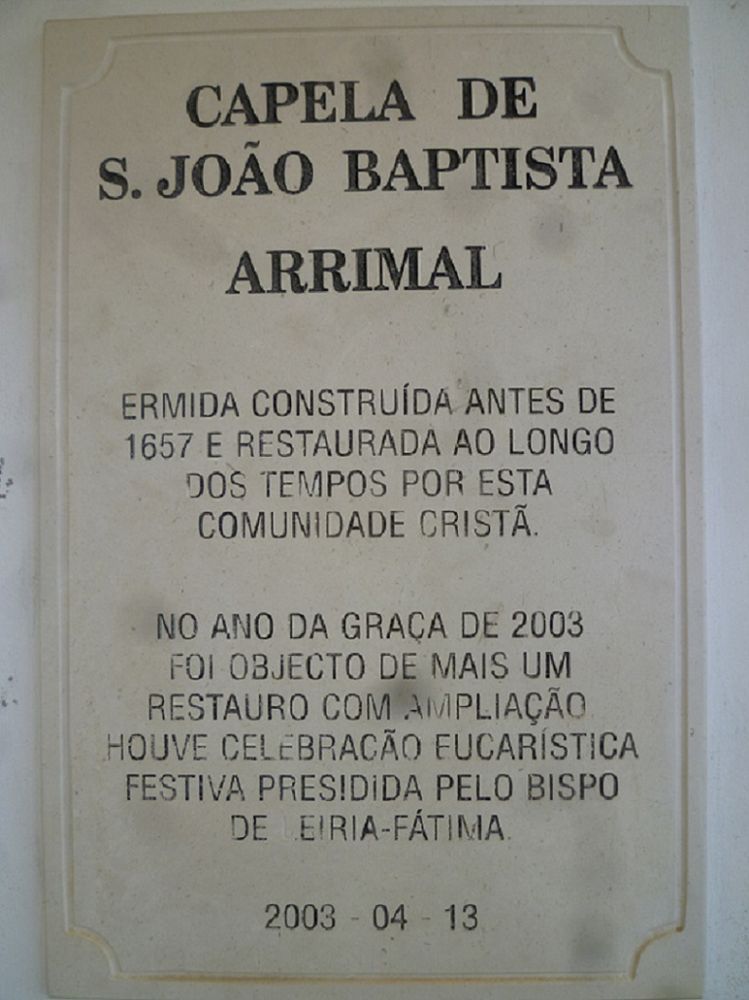 CAPELA DE
S. JOÃO BAPTISTA
ARRIMAL
ERMIDA CONSTRUÍDA ANTES DE
1657 E RESTAURADA AO LONGO
DOS TEMPOS POR ESTA
COMUNIDADE CRISTÃ.
NO ANO DA GRAÇA DE 2003
FOI OBJECTO DE MAIS UM
RESTAURO COM AMPLIAÇÃO
HOUVE CELEBRAÇÃO EUCARÍSTICA
FESTIVA PRESIDIDA PELO BISPO
DE LEIRIA-FÁTIMA.
2003 - 04 - 13